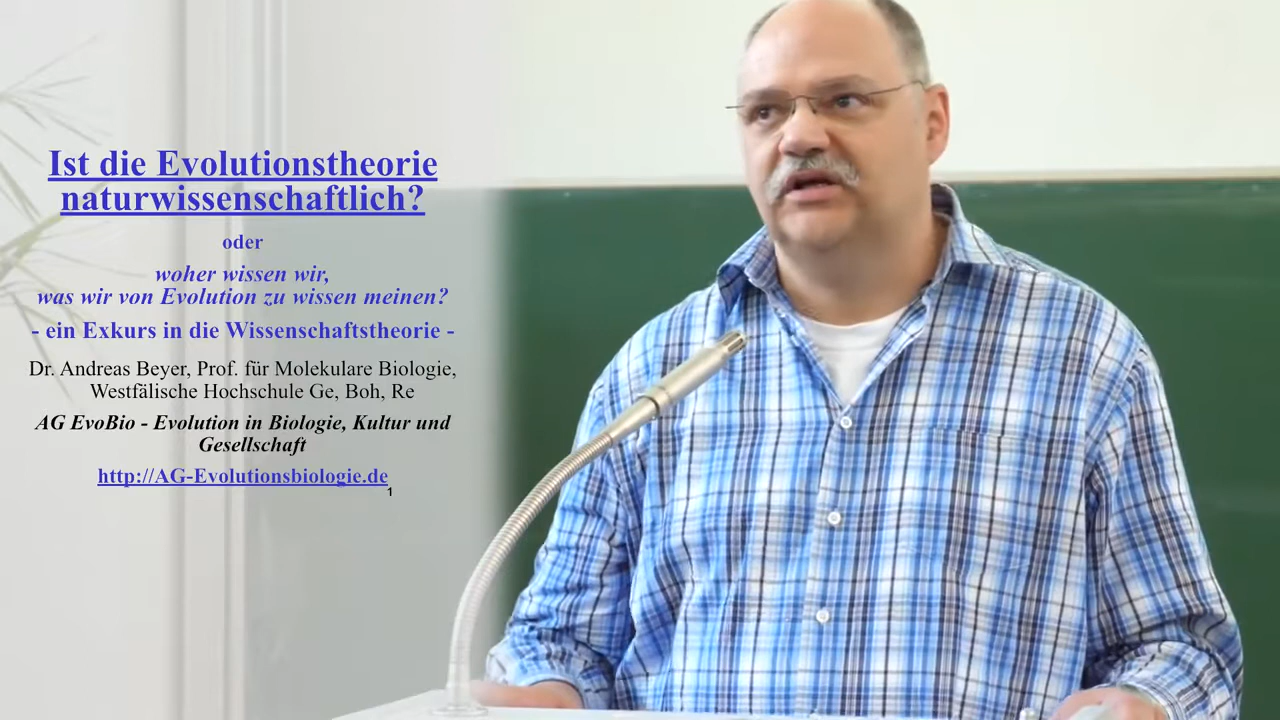 Ist die Evolutionstheorie
naturwissenschaftlich?
oder
woher wissen wir,
was wir von Evolution zu wissen meinen?
- ein Exkurs in die Wissenschaftstheorie -
Dr. Andreas Beyer, Prof. für Molekulare Biologie,
Westfälische Hochschule Ge, Boh, Re
AG EvoBio - Evolution in Biologie, Kultur und
Gesellschaft
http://AG-Evolutionsbiologie.de
1